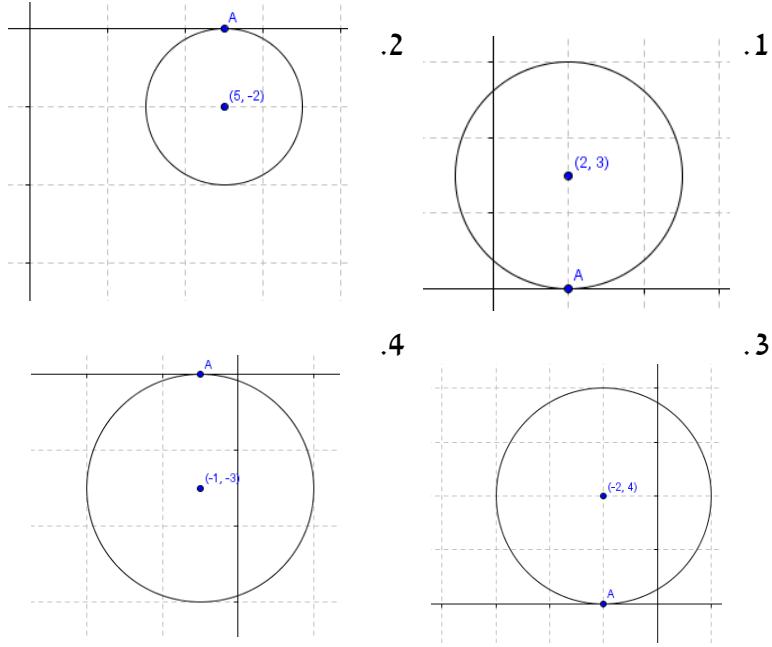 .1
(2, 3)
A
.2
A
(5, -2)
.3
(-2, 4)
A
.4
A
(-1, -3)